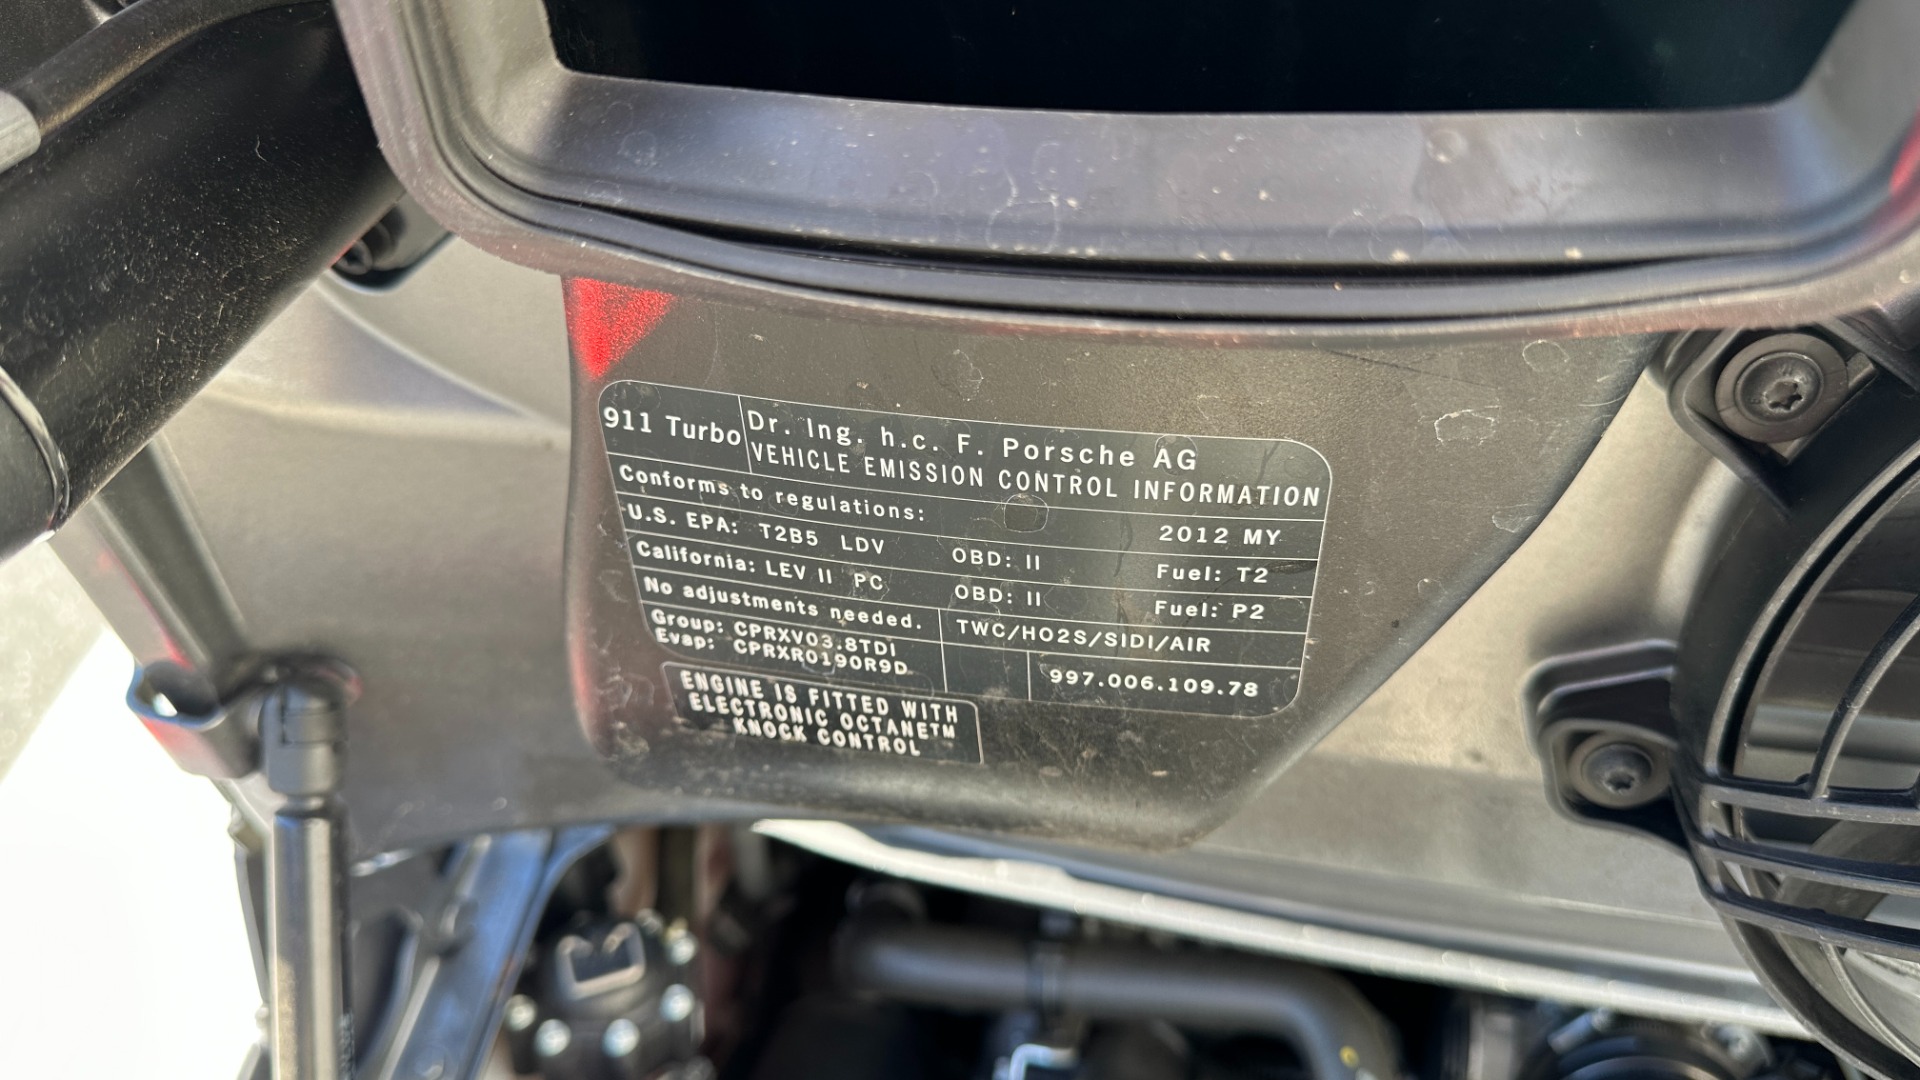 911 Turbo
Dr. Ing. h.c. F. Porsche AG
VEHICLE EMISSION CONTROL INFORMATION
Conforms to regulations: 2012 MY
U.S. EPA: T2B5 LDV OBD: II Fuel: T2
California: LEV II PC OBD: II Fuel: P2
No adjustments needed. TWC/HO2S/SIDI/AIR
Group: CPRXV03.8TDI
Evap: CPRXR0190R9D
997.006.109.78
ENGINE IS FITTED WITH
ELECTRONIC OCTANE™
KNOCK CONTROL